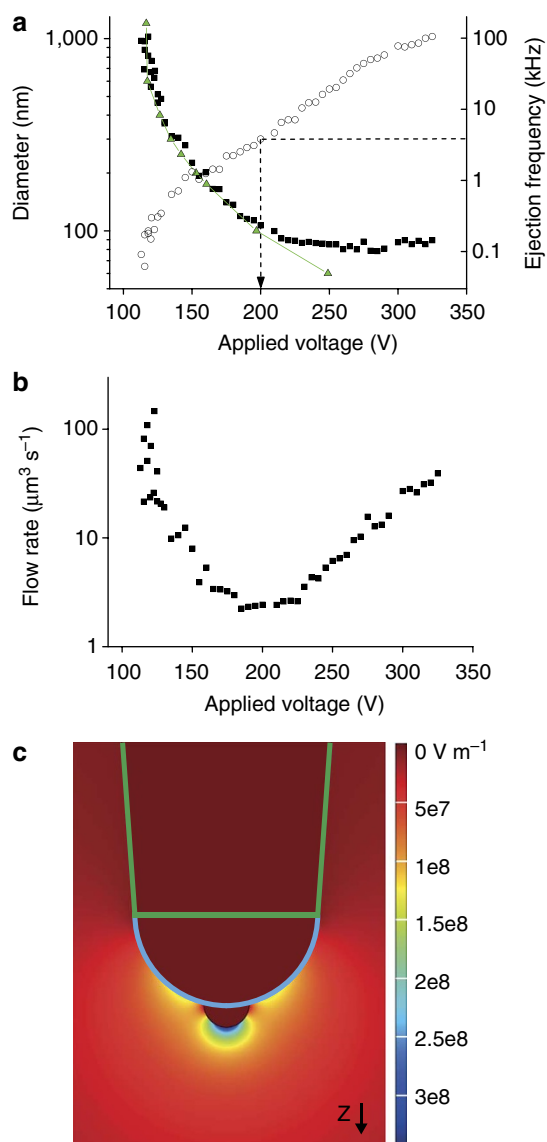 a
1,000
100
Diameter (nm)
100
10
1
0.1
Ejection frequency (kHz)
100 150 200 250 300 350
Applied voltage (V)
b
100
10
1
Flow rate (μm³ s⁻¹)
100 150 200 250 300 350
Applied voltage (V)
c
0 V m⁻¹
5e7
1e8
1.5e8
2e8
2.5e8
3e8
Z